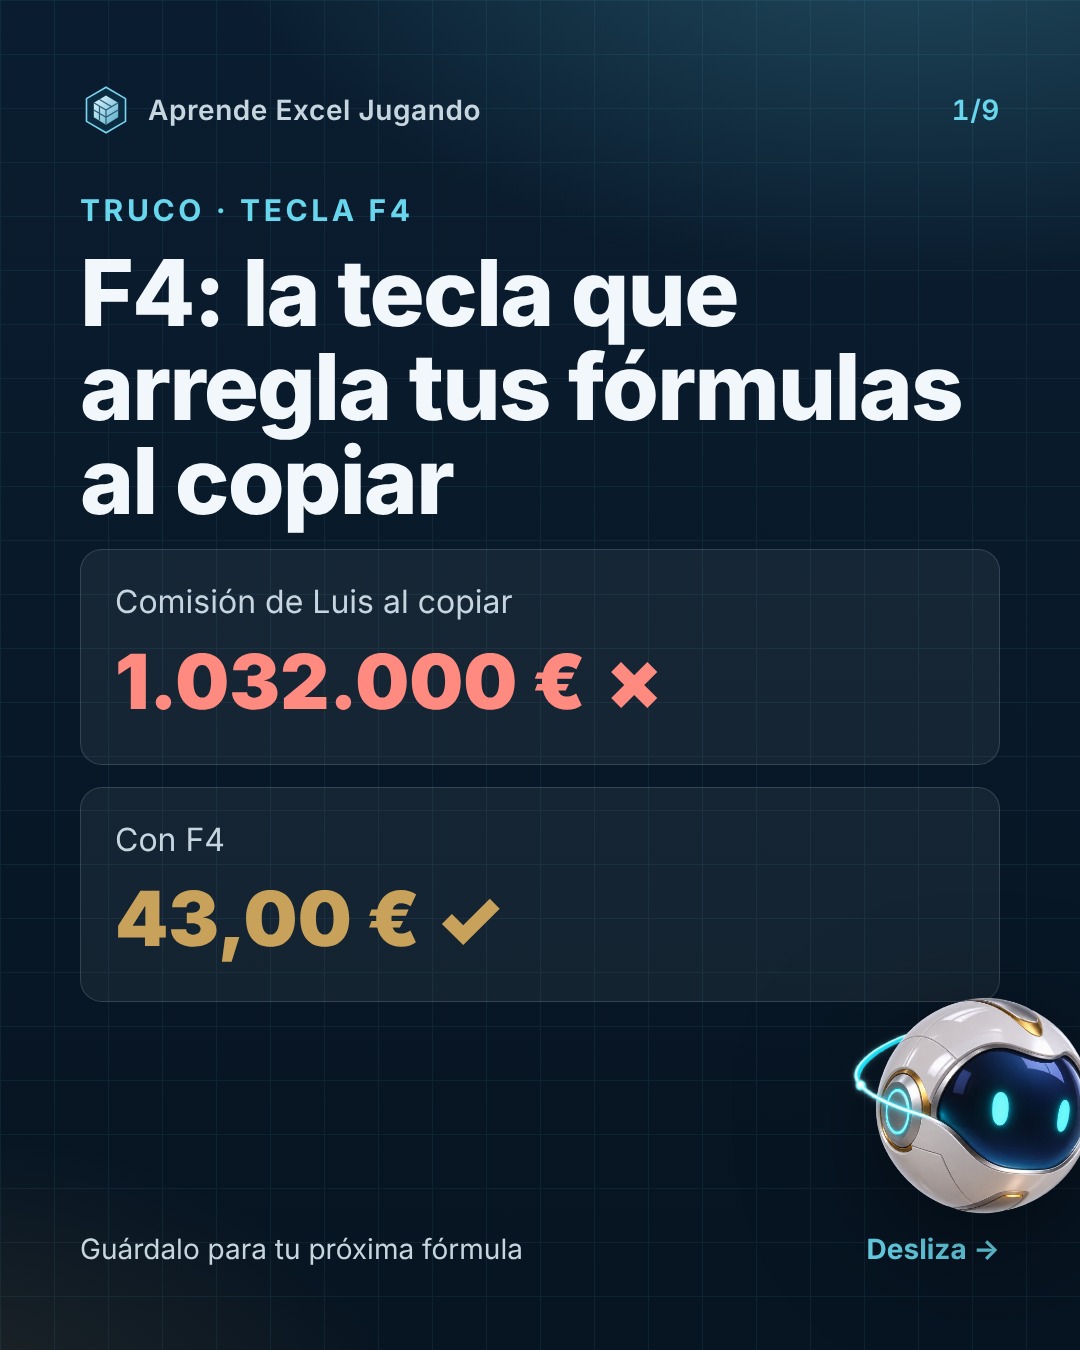 Aprende Excel Jugando
1/9
TRUCO · TECLA F4
F4: la tecla que
arregla tus fórmulas
al copiar
Comisión de Luis al copiar
1.032.000 € ✖
Con F4
43,00 € ✔
Guárdalo para tu próxima fórmula
Desliza →